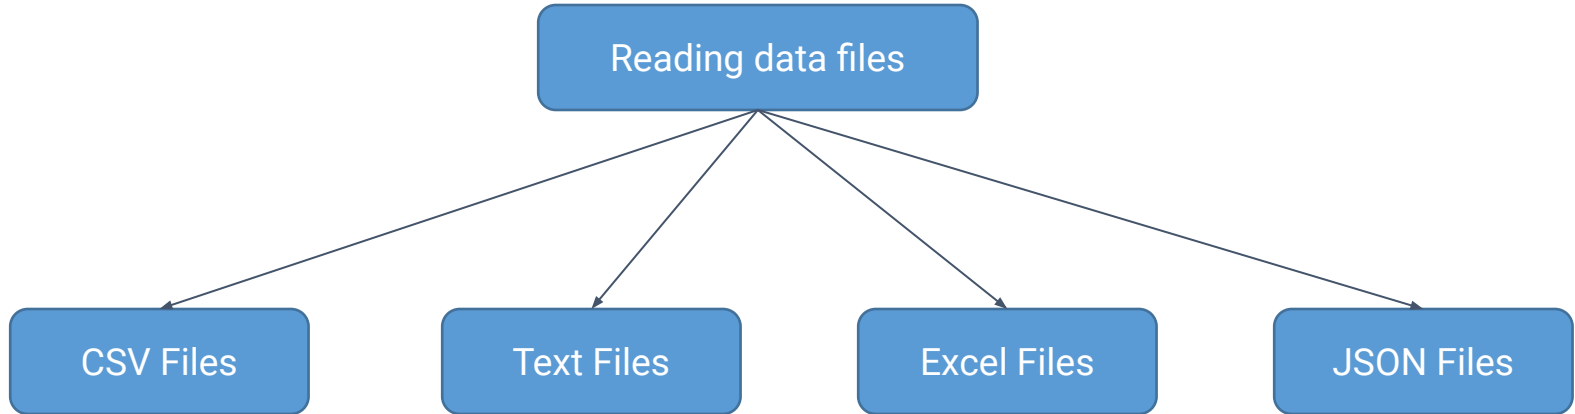 Reading data files
CSV Files
Text Files
Excel Files
JSON Files